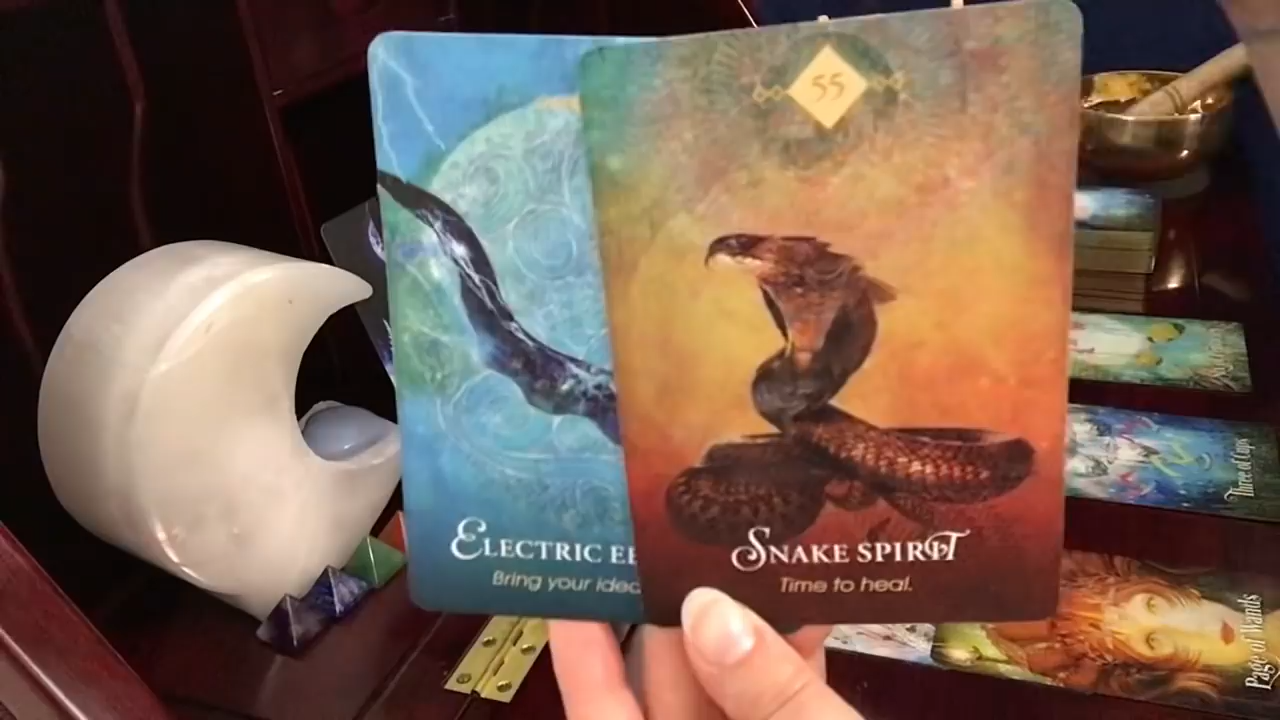 55
ELECTRIC EE
Bring your idea
SNAKE SPIRIT
Time to heal.
Three of Cups
Page of Wands